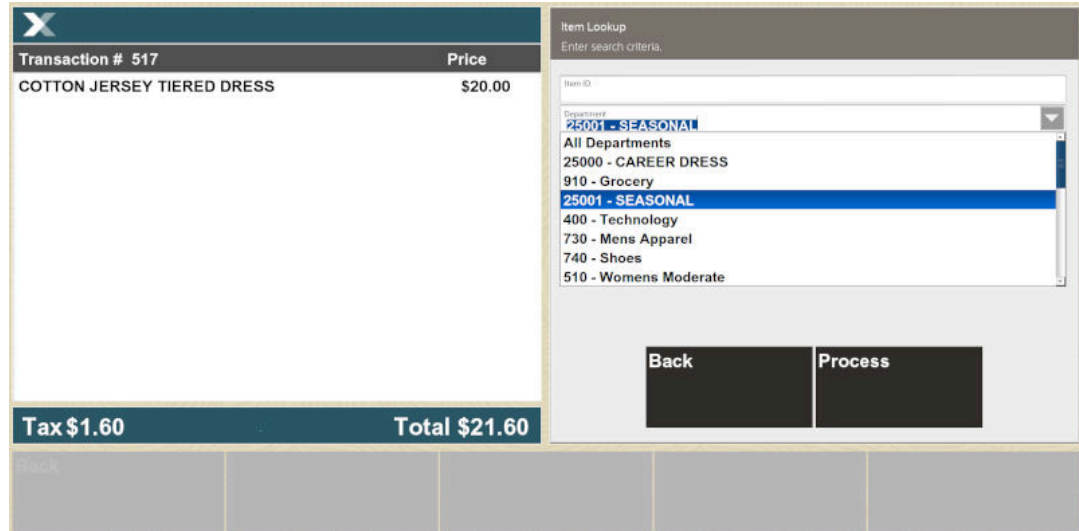 X
Transaction # 517 Price
COTTON JERSEY TIERED DRESS $20.00
Tax $1.60 Total $21.60
Item Lookup
Enter search criteria.
Item ID
Department
25001 - SEASONAL
All Departments
25000 - CAREER DRESS
910 - Grocery
25001 - SEASONAL
400 - Technology
730 - Mens Apparel
740 - Shoes
510 - Womens Moderate
Back Process
Back